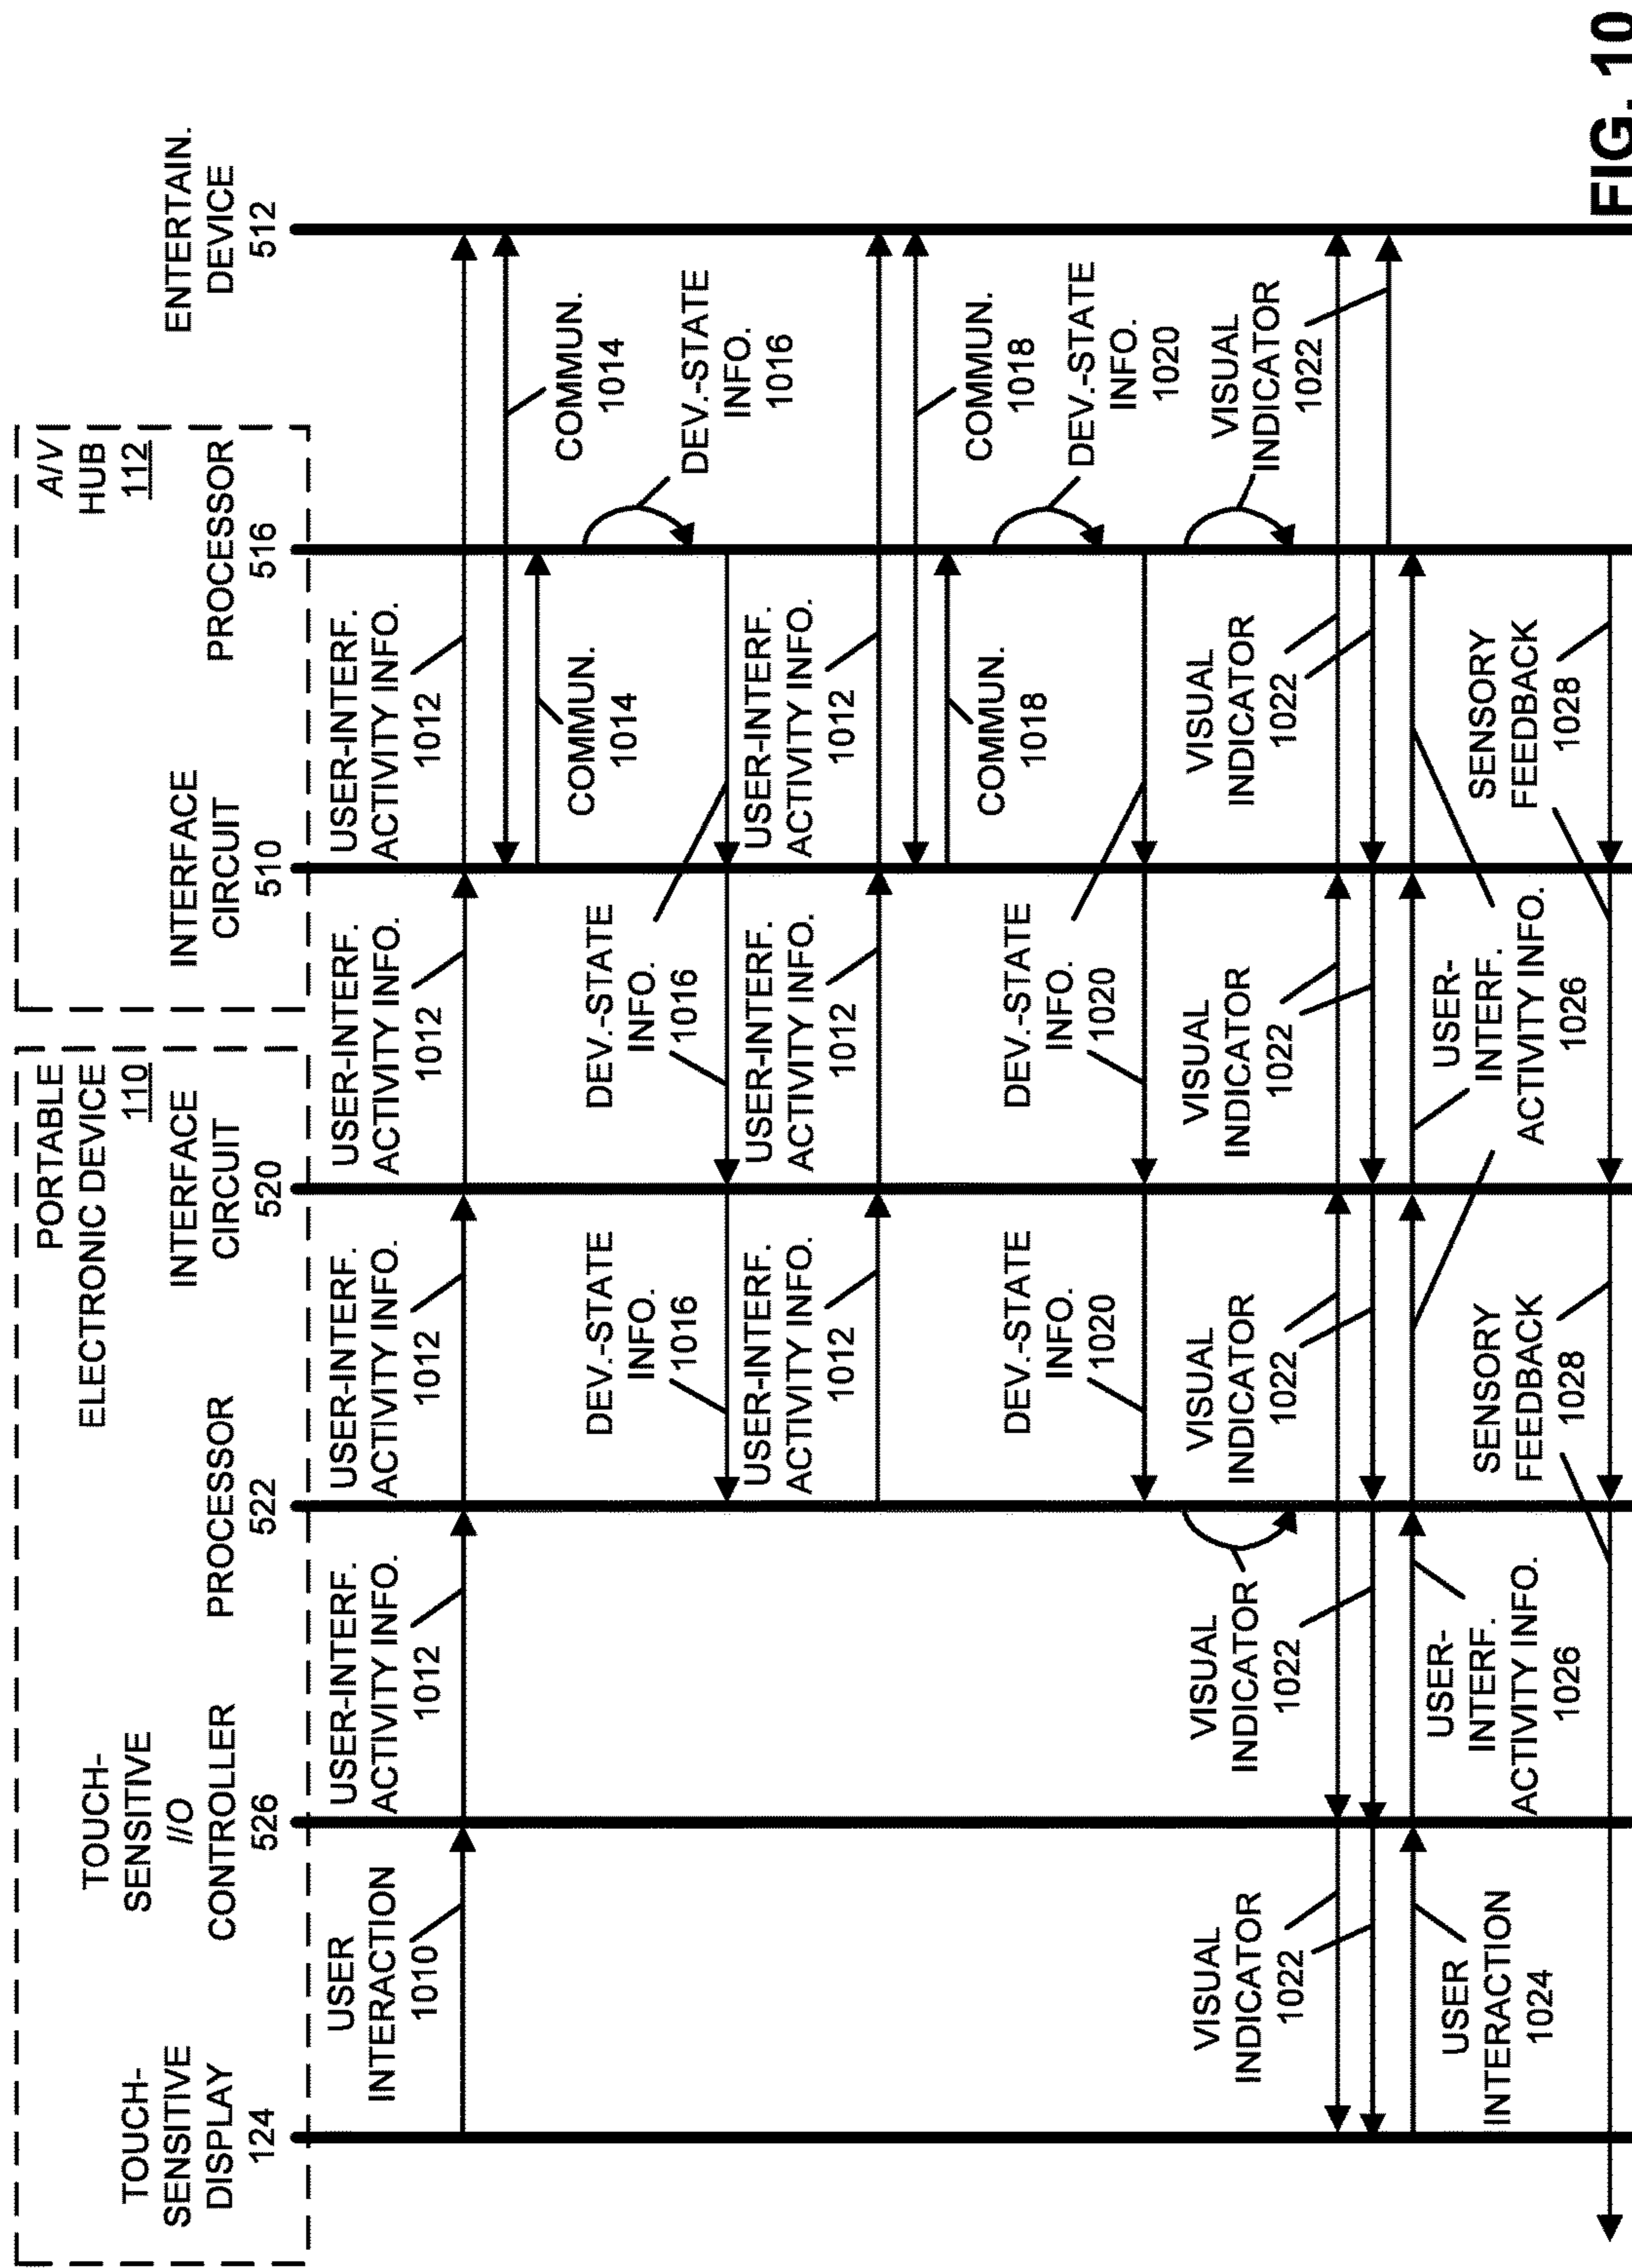 PORTABLE
ELECTRONIC DEVICE
110
A/V
HUB
112
TOUCH-
SENSITIVE
DISPLAY
124
TOUCH-
SENSITIVE
I/O
CONTROLLER
526
PROCESSOR
522
INTERFACE
CIRCUIT
520
INTERFACE
CIRCUIT
510
PROCESSOR
516
ENTERTAIN.
DEVICE
512
USER
INTERACTION
1010
USER-INTERF.
ACTIVITY INFO.
1012
USER-INTERF.
ACTIVITY INFO.
1012
USER-INTERF.
ACTIVITY INFO.
1012
USER-INTERF.
ACTIVITY INFO.
1012
COMMUN.
1014
COMMUN.
1014
DEV.-STATE
INFO.
1016
DEV.-STATE
INFO.
1016
DEV.-STATE
INFO.
1016
USER-INTERF.
ACTIVITY INFO.
1012
USER-INTERF.
ACTIVITY INFO.
1012
USER-INTERF.
ACTIVITY INFO.
1012
COMMUN.
1018
COMMUN.
1018
DEV.-STATE
INFO.
1020
DEV.-STATE
INFO.
1020
DEV.-STATE
INFO.
1020
VISUAL
INDICATOR
1022
VISUAL
INDICATOR
1022
VISUAL
INDICATOR
1022
VISUAL
INDICATOR
1022
VISUAL
INDICATOR
1022
VISUAL
INDICATOR
1022
USER
INTERACTION
1024
USER-
INTERF.
ACTIVITY INFO.
1026
USER-
INTERF.
ACTIVITY INFO.
1026
SENSORY
FEEDBACK
1028
SENSORY
FEEDBACK
1028
FIG. 10